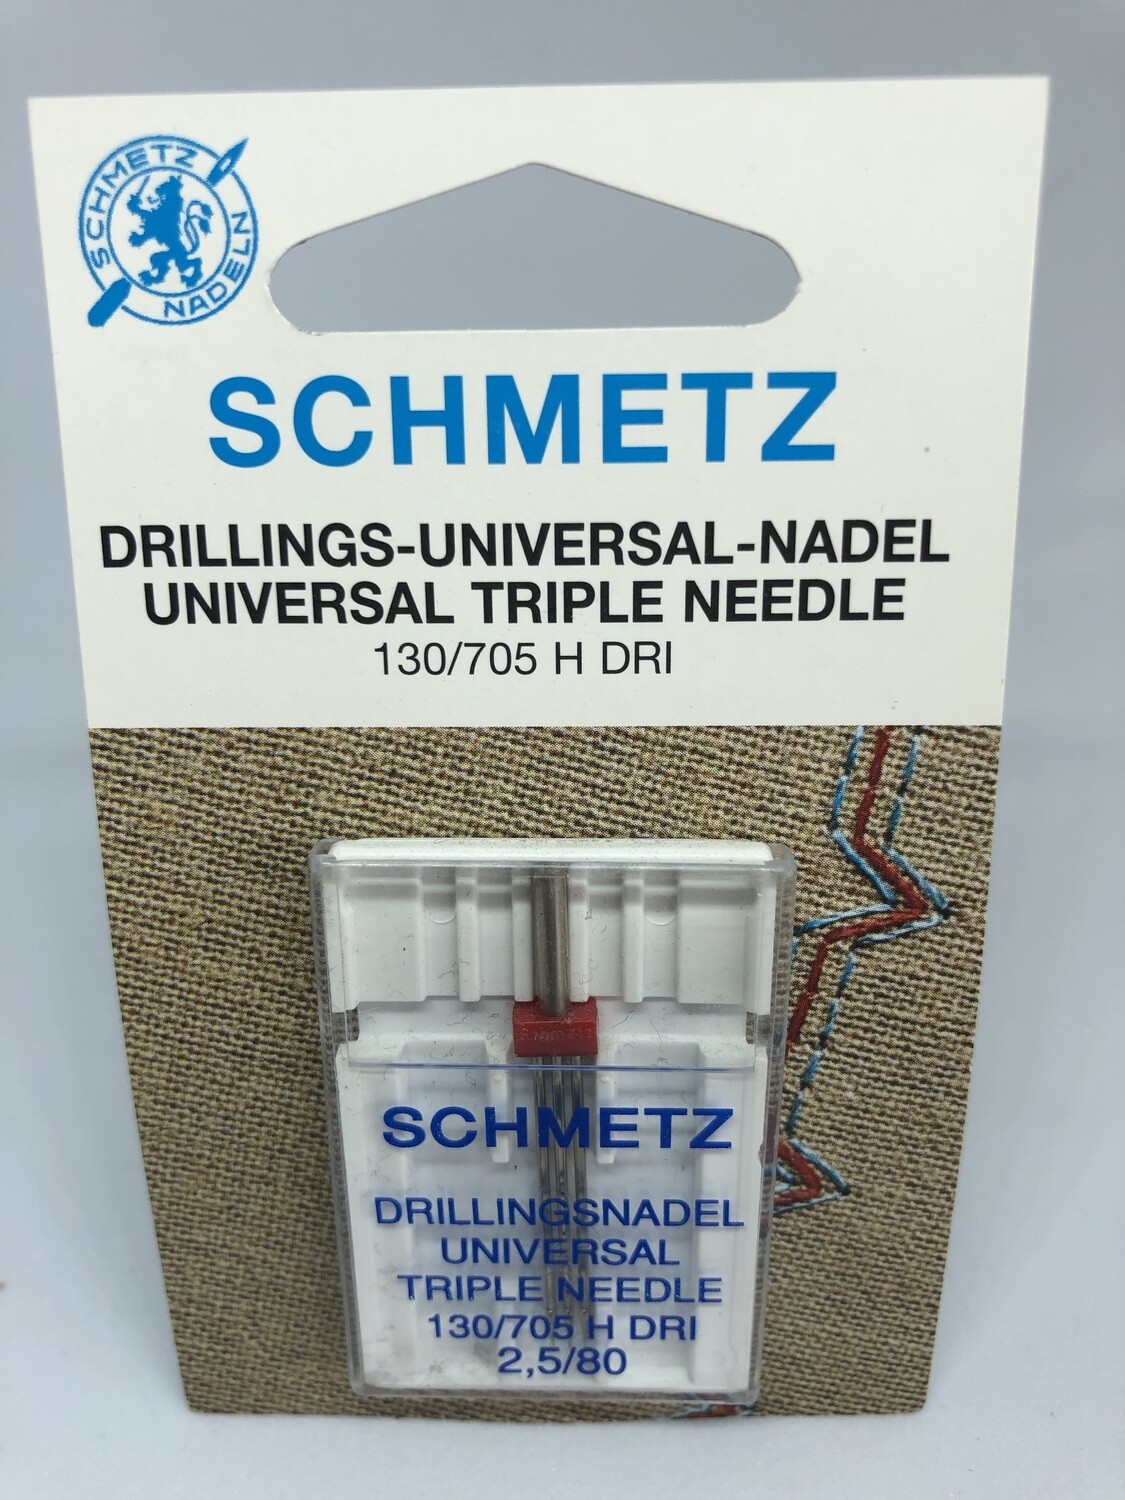 SCHMETZ NADELN
SCHMETZ
DRILLINGS-UNIVERSAL-NADEL
UNIVERSAL TRIPLE NEEDLE
130/705 H DRI
SCHMETZ
DRILLINGSNADEL
UNIVERSAL
TRIPLE NEEDLE
130/705 H DRI
2,5/80